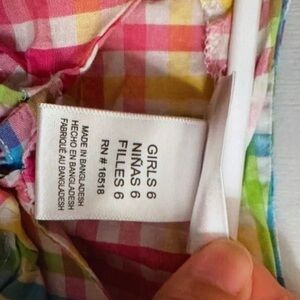 GIRLS 6
NIÑAS 6
FILLES 6
RN # 16518
MADE IN BANGLADESH
HECHO EN BANGLADESH
FABRIQUÉ AU BANGLADESH